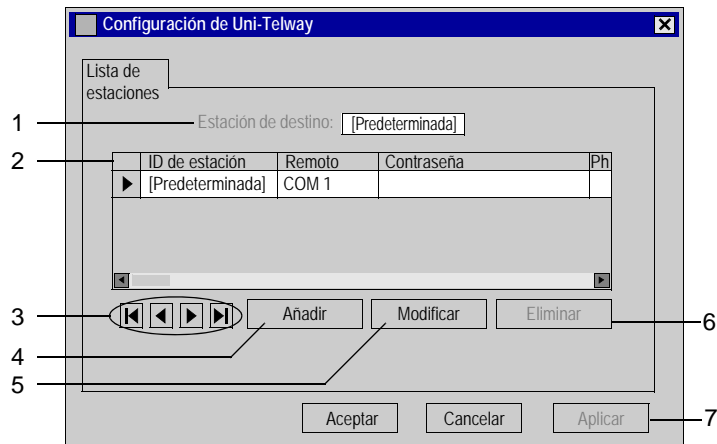 Configuración de Uni-Telway
Lista de
estaciones
1
Estación de destino: [Predeterminada]
2
ID de estación Remoto Contraseña Ph
[Predeterminada] COM 1
3
Añadir Modificar Eliminar
6
4
5
Aceptar Cancelar Aplicar
7